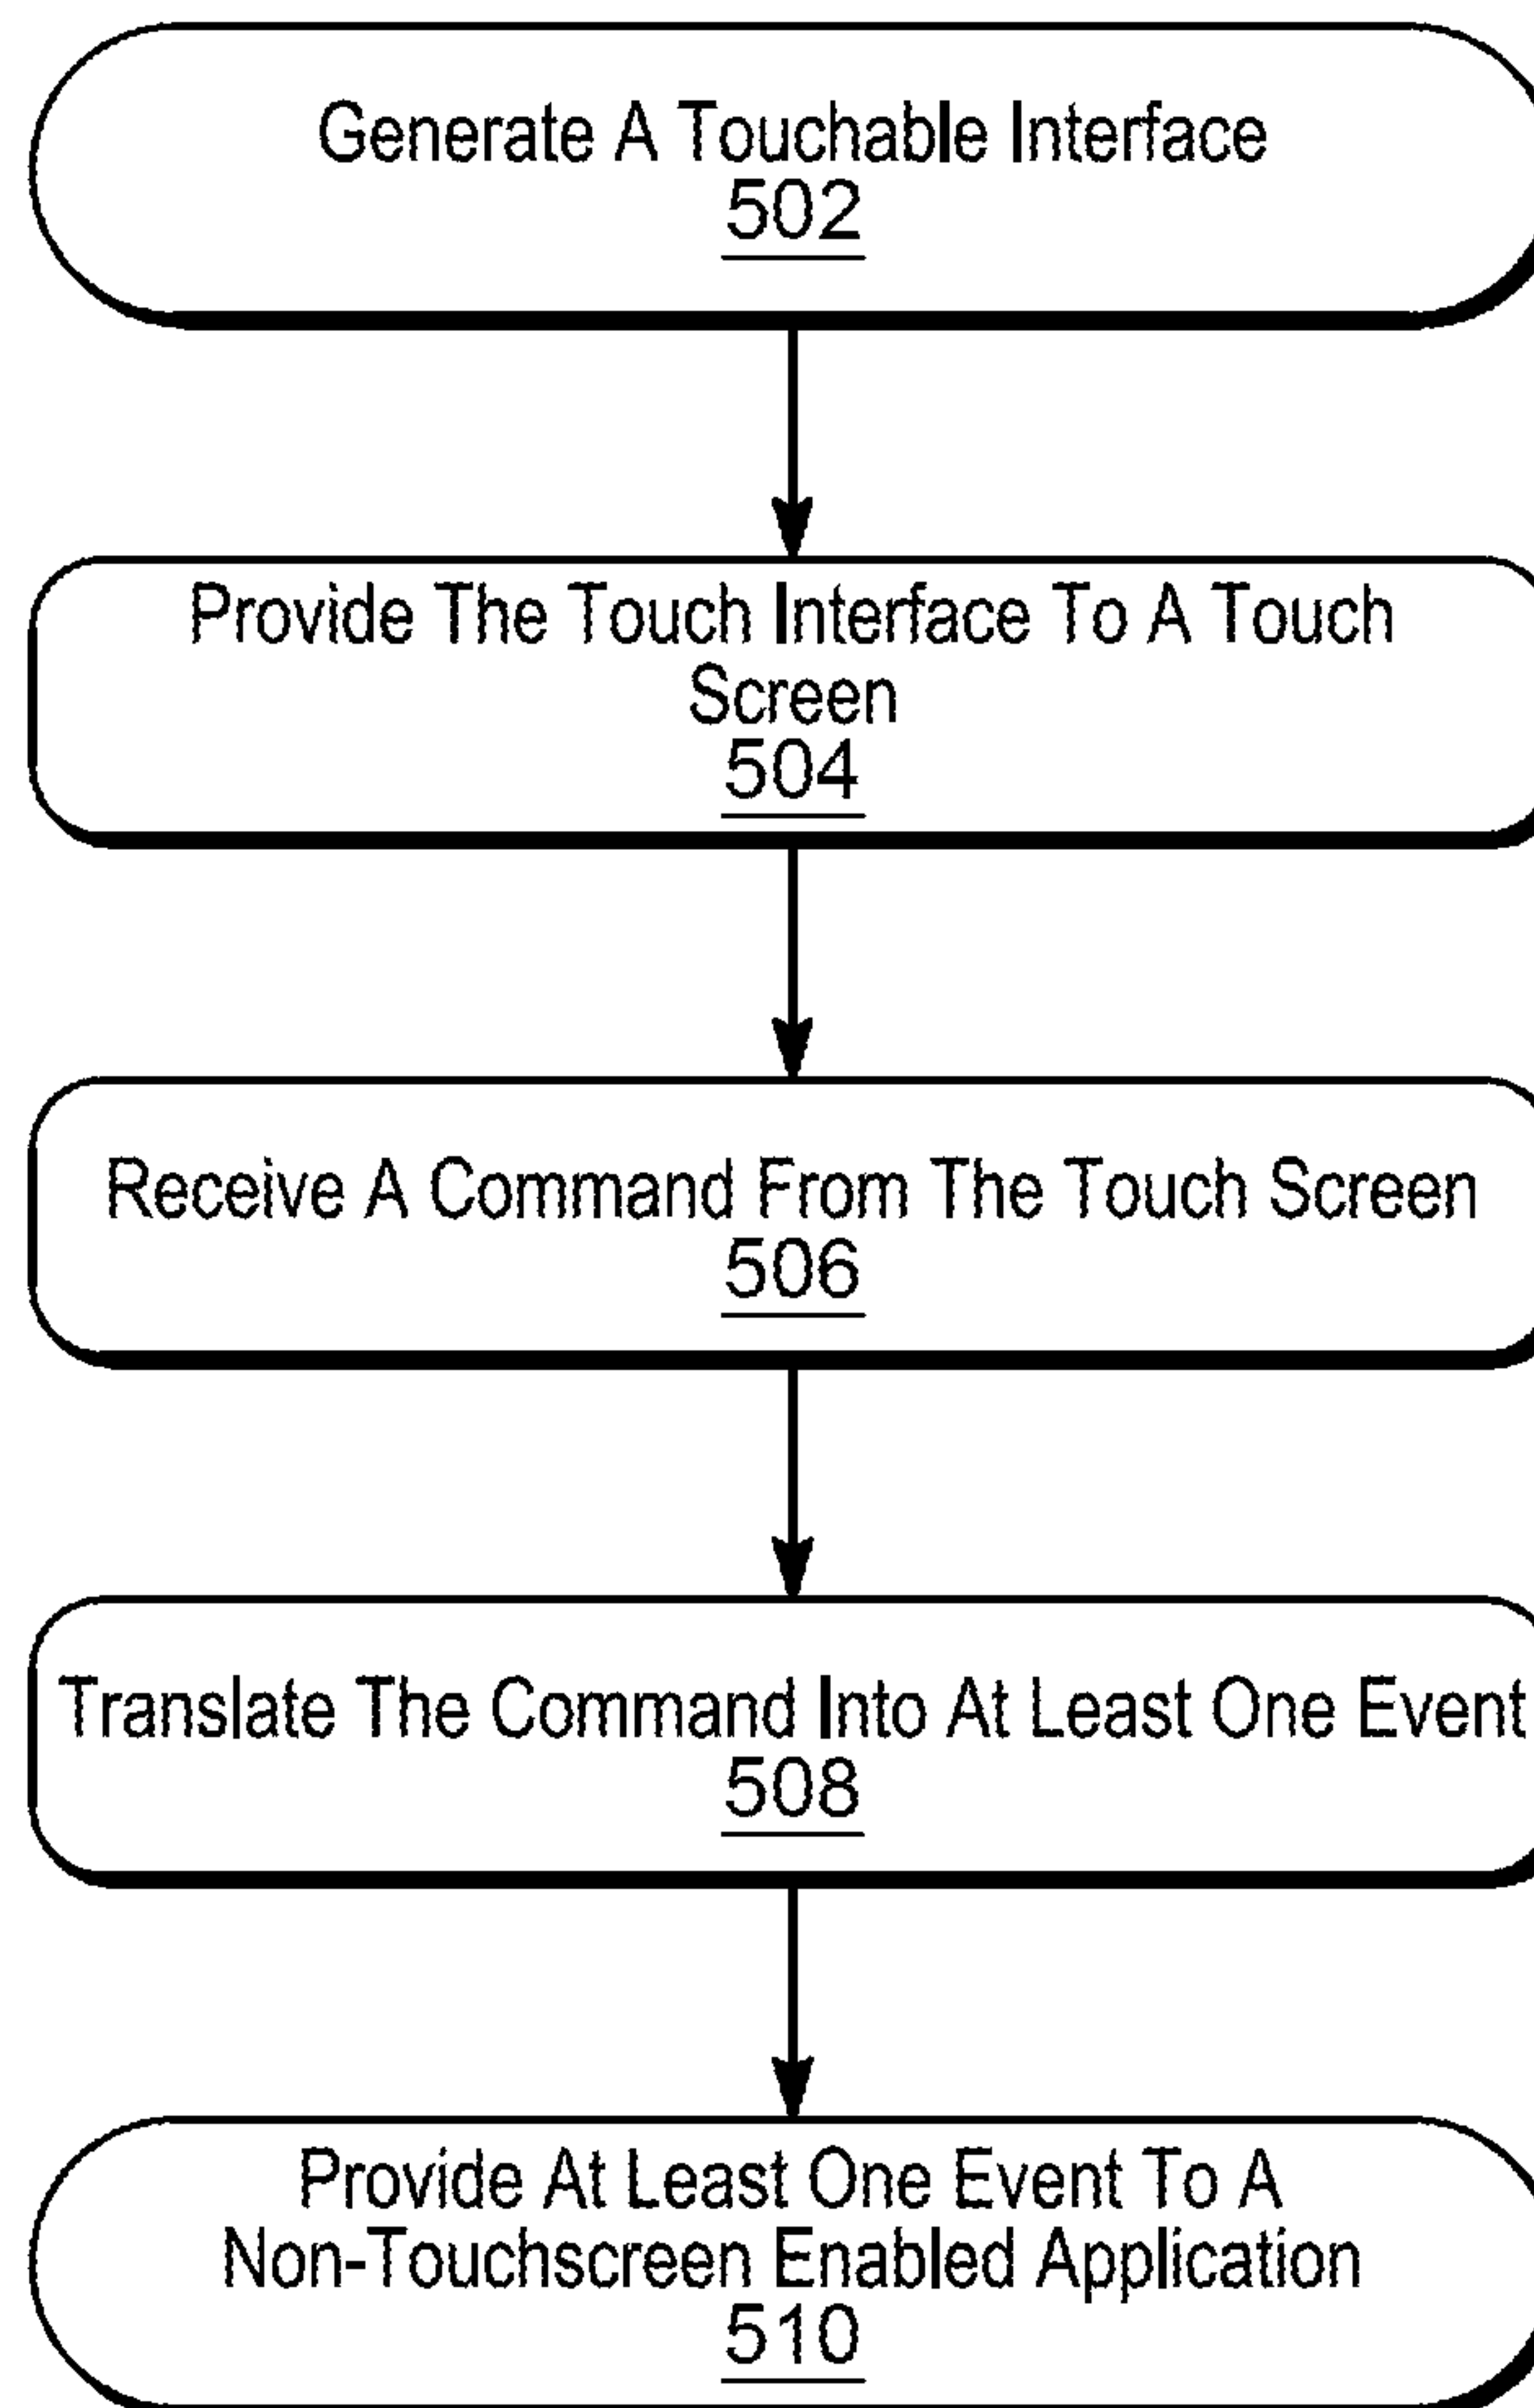 Generate A Touchable Interface
502
Provide The Touch Interface To A Touch
Screen
504
Receive A Command From The Touch Screen
506
Translate The Command Into At Least One Event
508
Provide At Least One Event To A
Non-Touchscreen Enabled Application
510